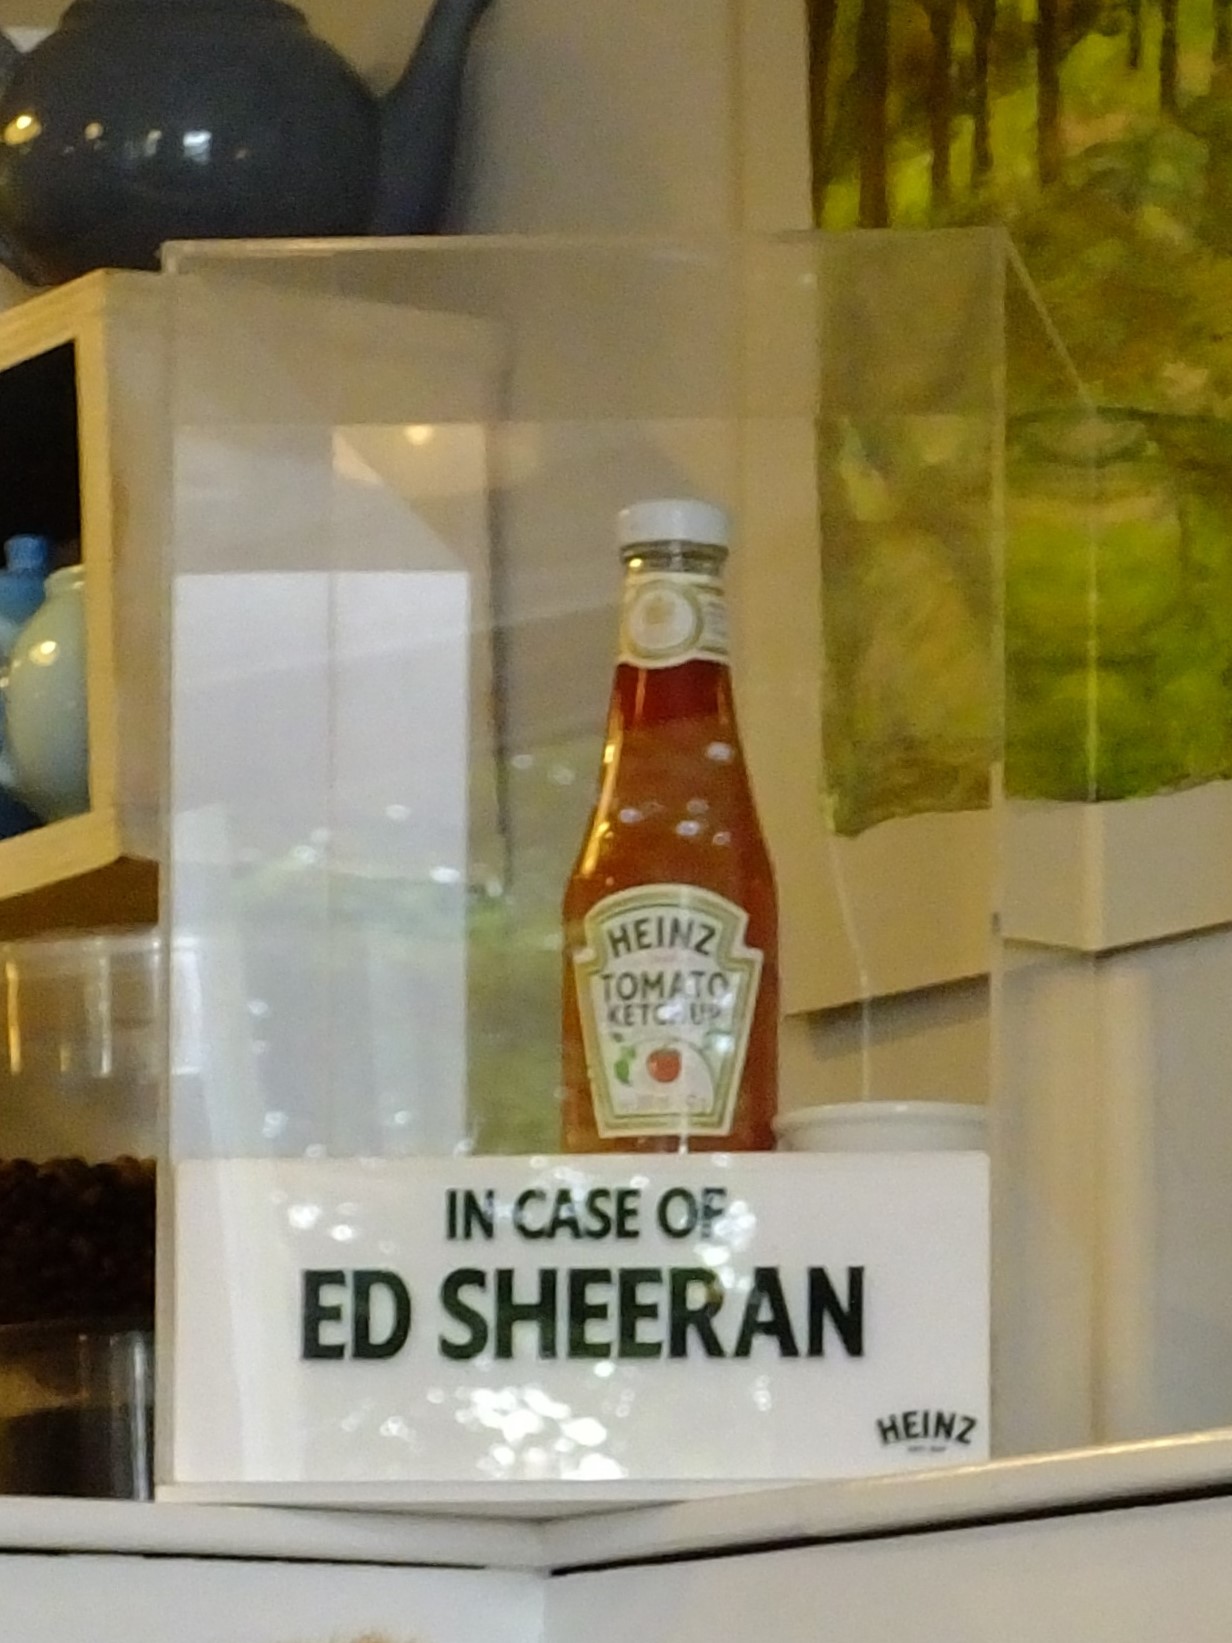 HEINZ
TOMATO
KETCHUP
IN CASE OF
ED SHEERAN
HEINZ